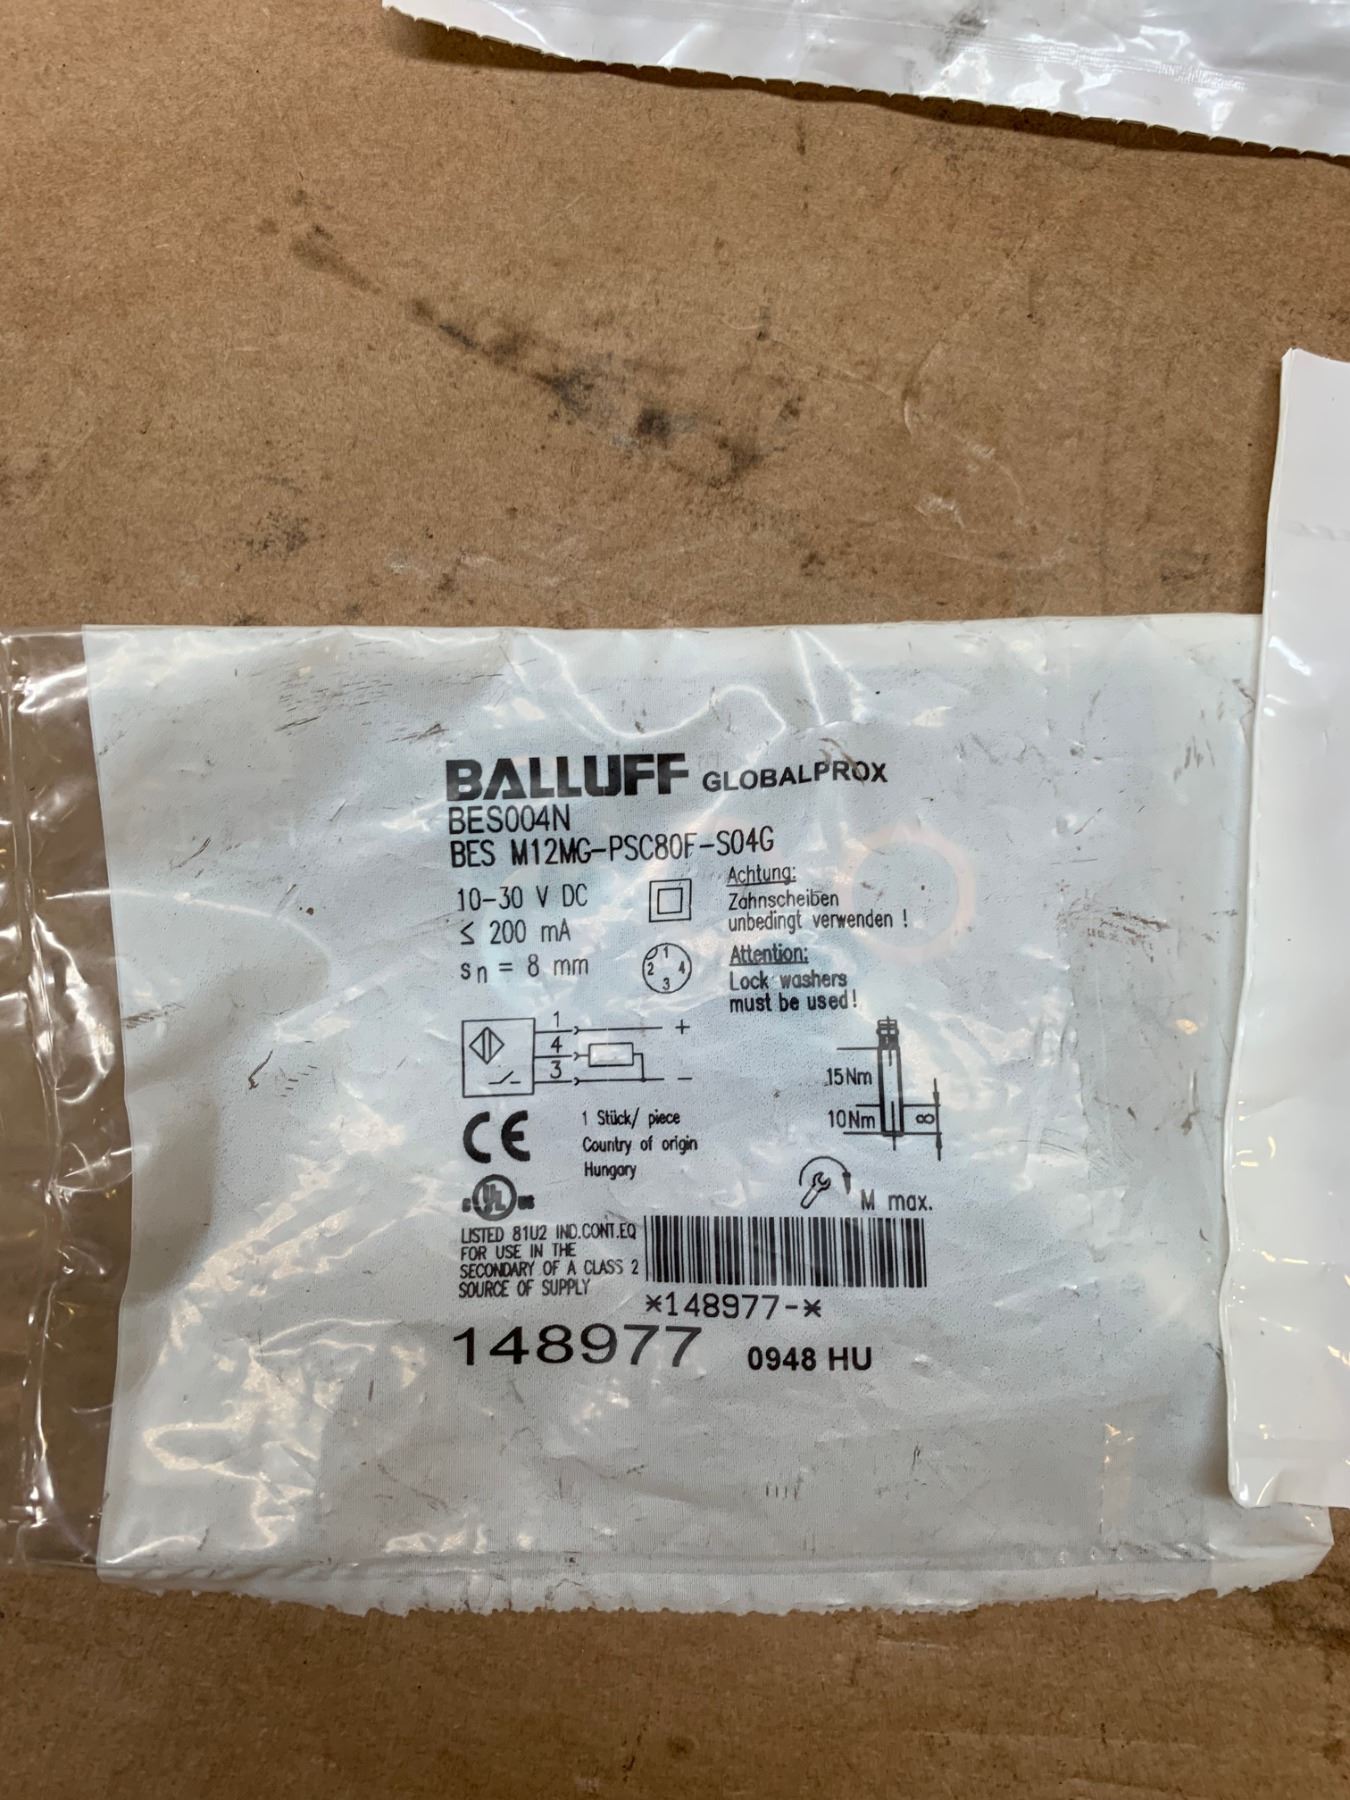 BALLUFF GLOBALPROX
BES004N
BES M12MG-PSC80F-S04G
10-30 V DC
≤ 200 mA
sn = 8 mm
1
2
4
3
Achtung:
Zahnscheiben
unbedingt verwenden !
Attention:
Lock washers
must be used!
1
+
4
3
–
15Nm
10Nm
8
M max.
CE
1 Stück/ piece
Country of origin
Hungary
c UL us
LISTED 81U2 IND.CONT.EQ
FOR USE IN THE
SECONDARY OF A CLASS 2
SOURCE OF SUPPLY
*148977-*
148977 0948 HU